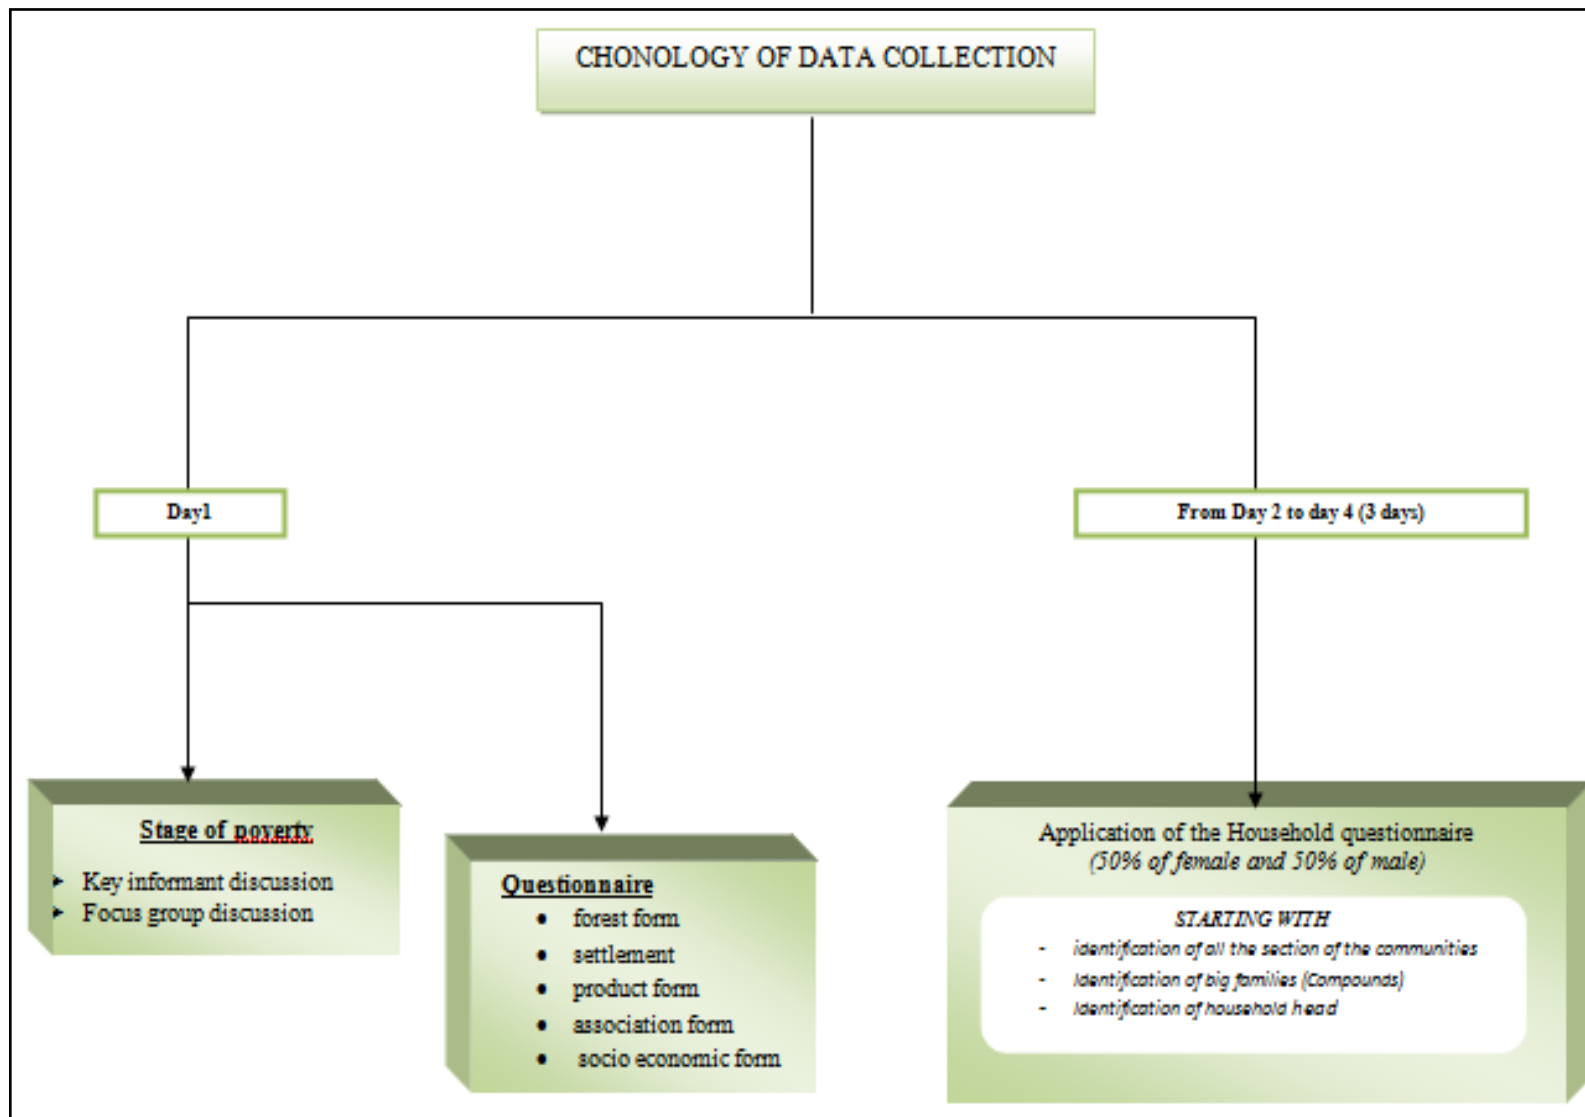 CHONOLOGY OF DATA COLLECTION
Day1
From Day 2 to day 4 (3 days)
Stage of poverty
➤ Key informant discussion
➤ Focus group discussion
Questionnaire
• forest form
• settlement
• product form
• association form
• socio economic form
Application of the Household questionnaire
(50% of female and 50% of male)
STARTING WITH
- identification of all the section of the communities
- Identification of big families (Compounds)
- Identification of household head